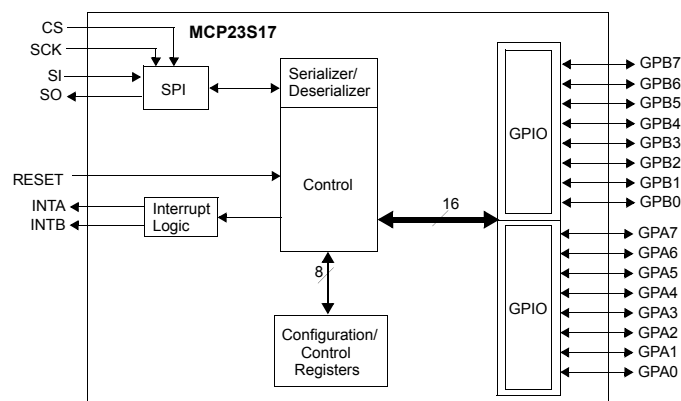 CS
MCP23S17
SCK
SI
SO
SPI
Serializer/
Deserializer
Control
RESET
INTA
INTB
Interrupt
Logic
8
Configuration/
Control
Registers
16
GPIO
GPB7
GPB6
GPB5
GPB4
GPB3
GPB2
GPB1
GPB0
GPIO
GPA7
GPA6
GPA5
GPA4
GPA3
GPA2
GPA1
GPA0